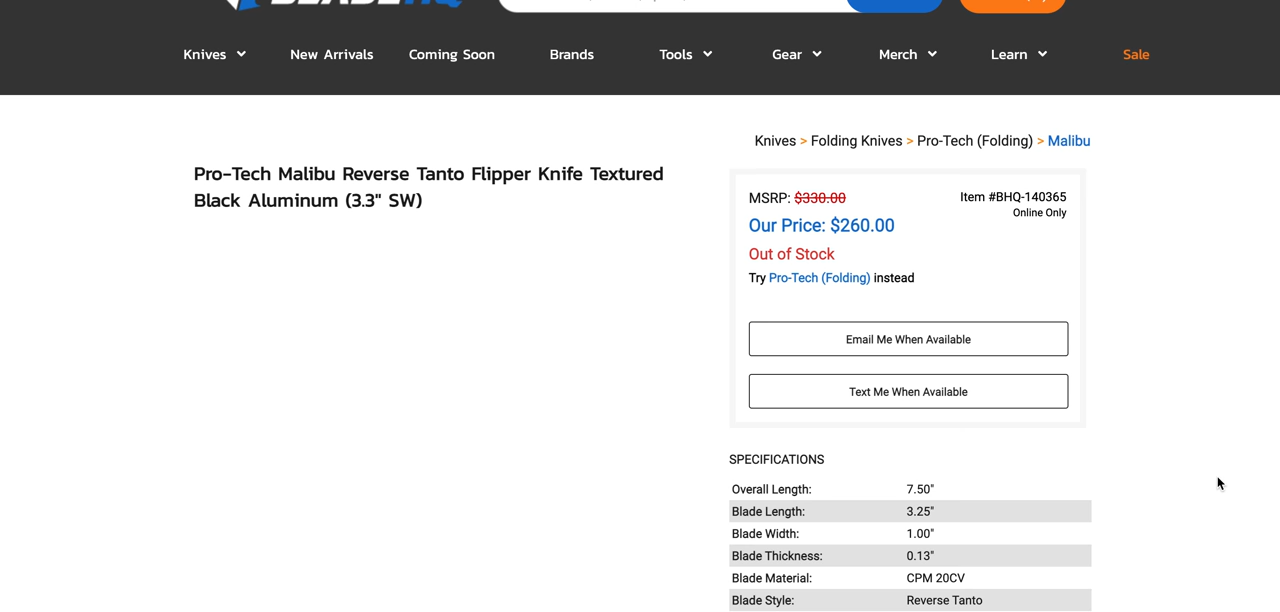 Knives New Arrivals Coming Soon Brands Tools Gear Merch Learn Sale
Knives > Folding Knives > Pro-Tech (Folding) > Malibu
Pro-Tech Malibu Reverse Tanto Flipper Knife Textured
Black Aluminum (3.3" SW)
MSRP: $330.00
Item #BHQ-140365
Online Only
Our Price: $260.00
Out of Stock
Try Pro-Tech (Folding) instead
Email Me When Available
Text Me When Available
SPECIFICATIONS
Overall Length: 7.50"
Blade Length: 3.25"
Blade Width: 1.00"
Blade Thickness: 0.13"
Blade Material: CPM 20CV
Blade Style: Reverse Tanto